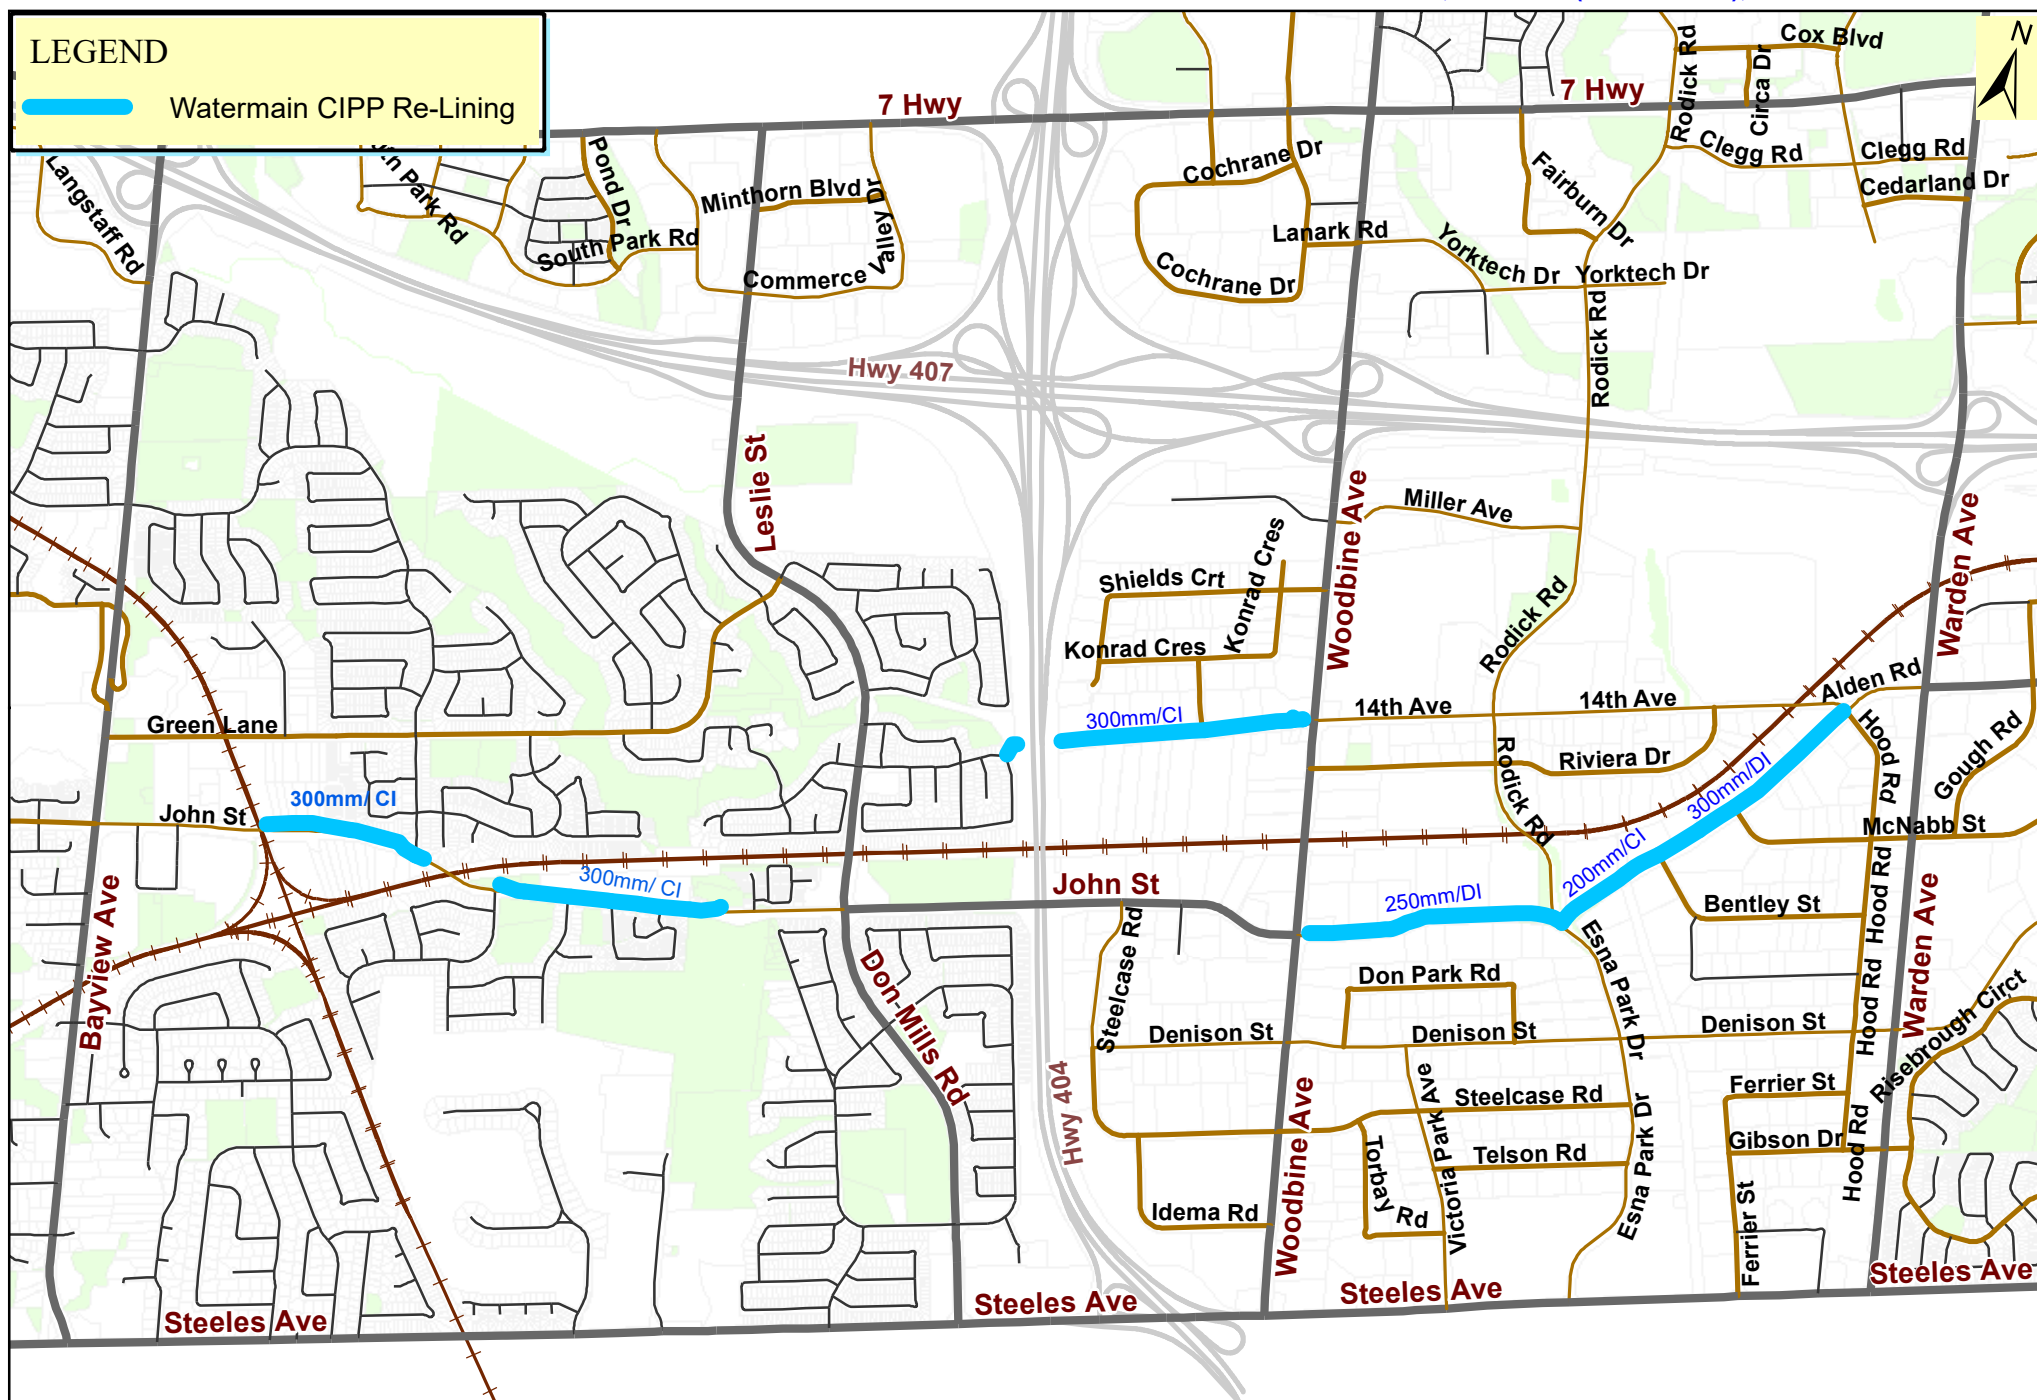 LEGEND
Watermain CIPP Re-Lining
N
7 Hwy
7 Hwy
Rodick Rd
Cox Blvd
Circa Dr
Clegg Rd
Clegg Rd
Cedarland Dr
Langstaff Rd
Park Rd
Pond Dr
South Park Rd
Minthorn Blvd
Commerce Valley Dr
Cochrane Dr
Cochrane Dr
Lanark Rd
Fairburn Dr
Yorktech Dr
Yorktech Dr
Rodick Rd
Hwy 407
Leslie St
Woodbine Ave
Miller Ave
Warden Ave
Shields Crt
Konrad Cres
Konrad Cres
Rodick Rd
Alden Rd
14th Ave
14th Ave
300mm/CI
Green Lane
Hood Rd
Gough Rd
Riviera Dr
Rodick Rd
300mm/DI
300mm/ CI
John St
McNabb St
200mm/CI
300mm/ CI
John St
250mm/DI
Bentley St
Hood Rd
Hood Rd
Bayview Ave
Steelcase Rd
Esna Park Dr
Don Park Rd
Don-Mills Rd
Warden Ave
Risebrough Circt
Denison St
Denison St
Denison St
Hwy 404
Woodbine Ave
Victoria Park Ave
Steelcase Rd
Ferrier St
Gibson Dr
Hood Rd
Torbay Rd
Telson Rd
Esna Park Dr
Idema Rd
Ferrier St
Steeles Ave
Steeles Ave
Steeles Ave
Steeles Ave